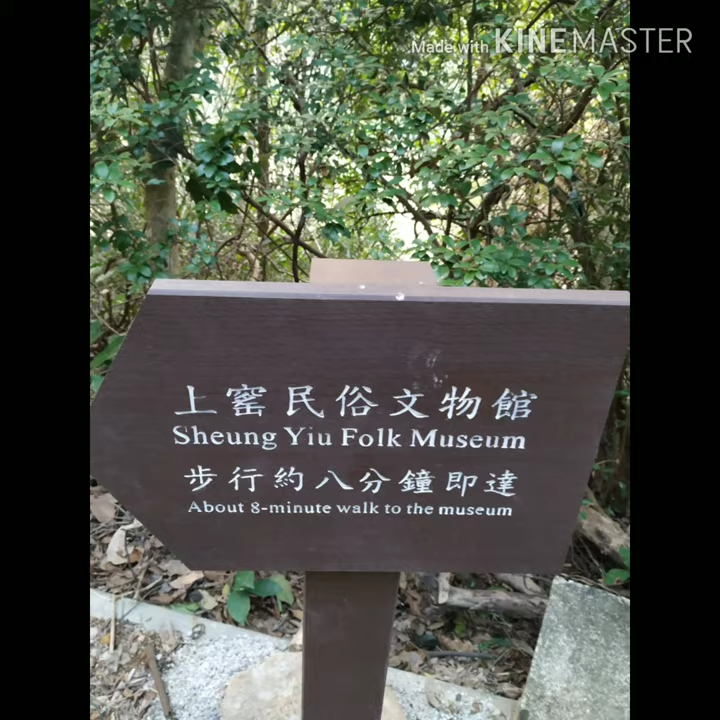 Made with KINEMASTER
上窰民俗文物館
Sheung Yiu Folk Museum
步行約八分鐘即達
About 8-minute walk to the museum